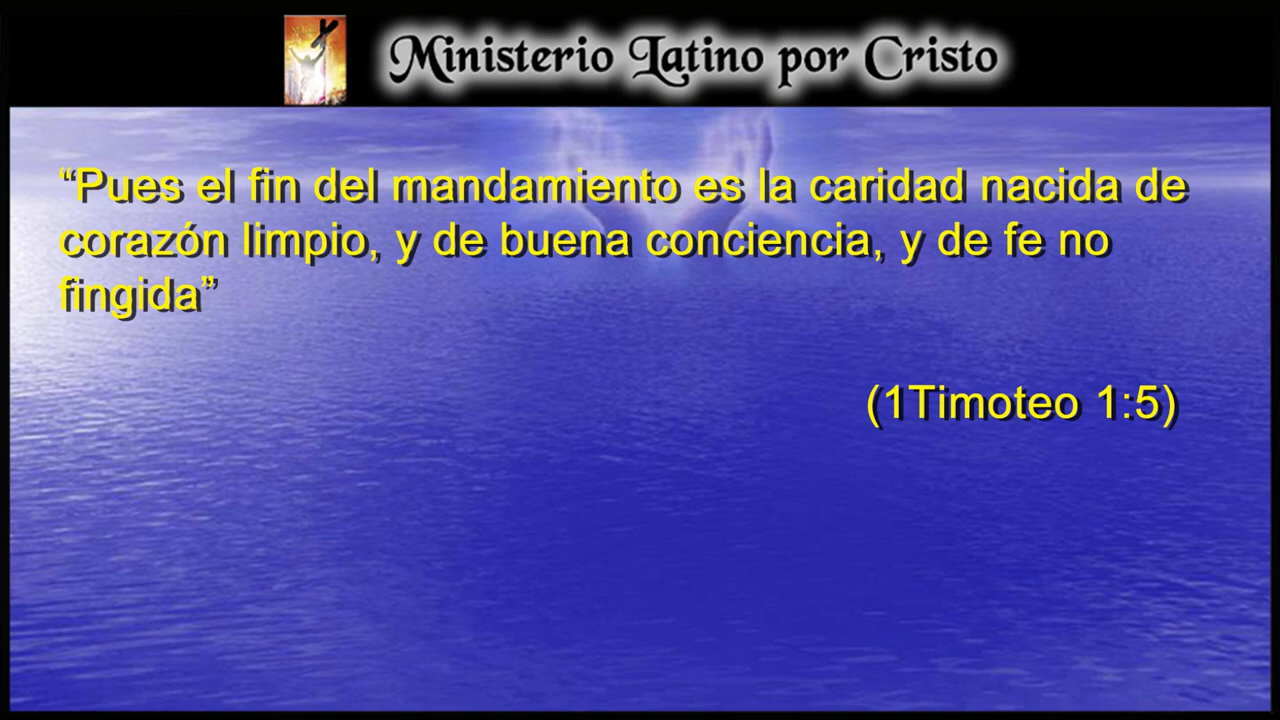 Ministerio Latino por Cristo
“Pues el fin del mandamiento es la caridad nacida de
corazón limpio, y de buena conciencia, y de fe no
fingida”
(1Timoteo 1:5)